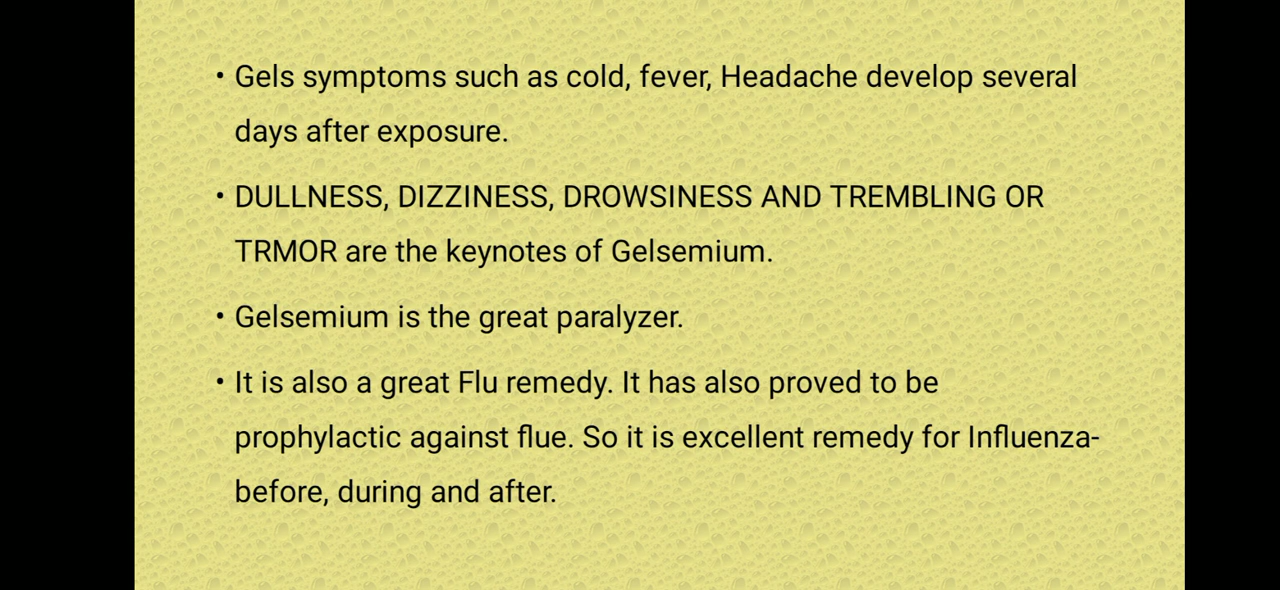 • Gels symptoms such as cold, fever, Headache develop several
days after exposure.
• DULLNESS, DIZZINESS, DROWSINESS AND TREMBLING OR
TRMOR are the keynotes of Gelsemium.
• Gelsemium is the great paralyzer.
• It is also a great Flu remedy. It has also proved to be
prophylactic against flue. So it is excellent remedy for Influenza-
before, during and after.